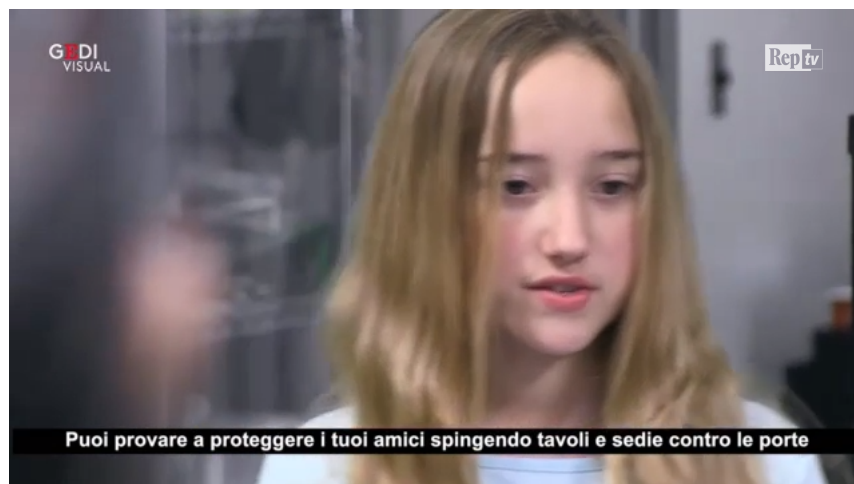 GEDI
VISUAL
Rep tv
Puoi provare a proteggere i tuoi amici spingendo tavoli e sedie contro le porte